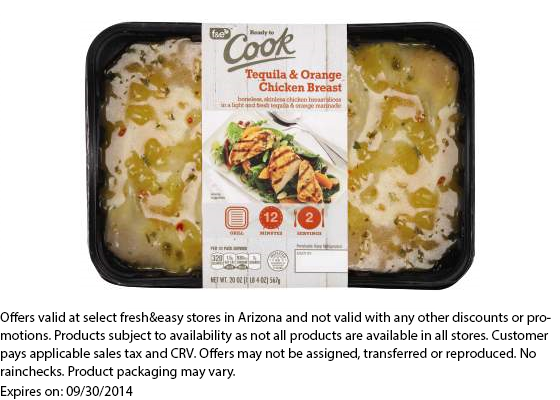 f&e
Ready to
Cook
Tequila & Orange
Chicken Breast
boneless, skinless chicken breast slices
in a light and fresh tequila & orange marinade
GRILL
12
MINUTES
2
SERVINGS
320
NET WT. 20 OZ (1 LB 4 OZ) 567g
Offers valid at select fresh&easy stores in Arizona and not valid with any other discounts or pro-
motions. Products subject to availability as not all products are available in all stores. Customer
pays applicable sales tax and CRV. Offers may not be assigned, transferred or reproduced. No
rainchecks. Product packaging may vary.
Expires on: 09/30/2014